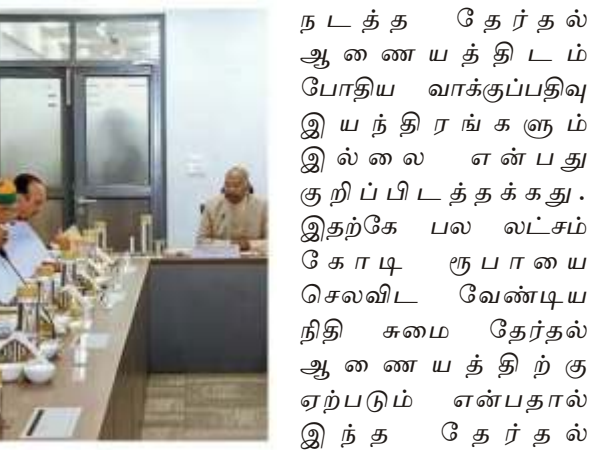 நடத்த தேர்தல்
ஆணையத்திடம்
போதிய வாக்குப்பதிவு
இயந்திரங்களும்
இல்லை என்பது
குறிப்பிடத்தக்கது.
இதற்கே பல லட்சம்
கோடி ரூபாயை
செலவிட வேண்டிய
நிதி சுமை தேர்தல்
ஆணையத்திற்கு
ஏற்படும் என்பதால்
இந்த தேர்தல்